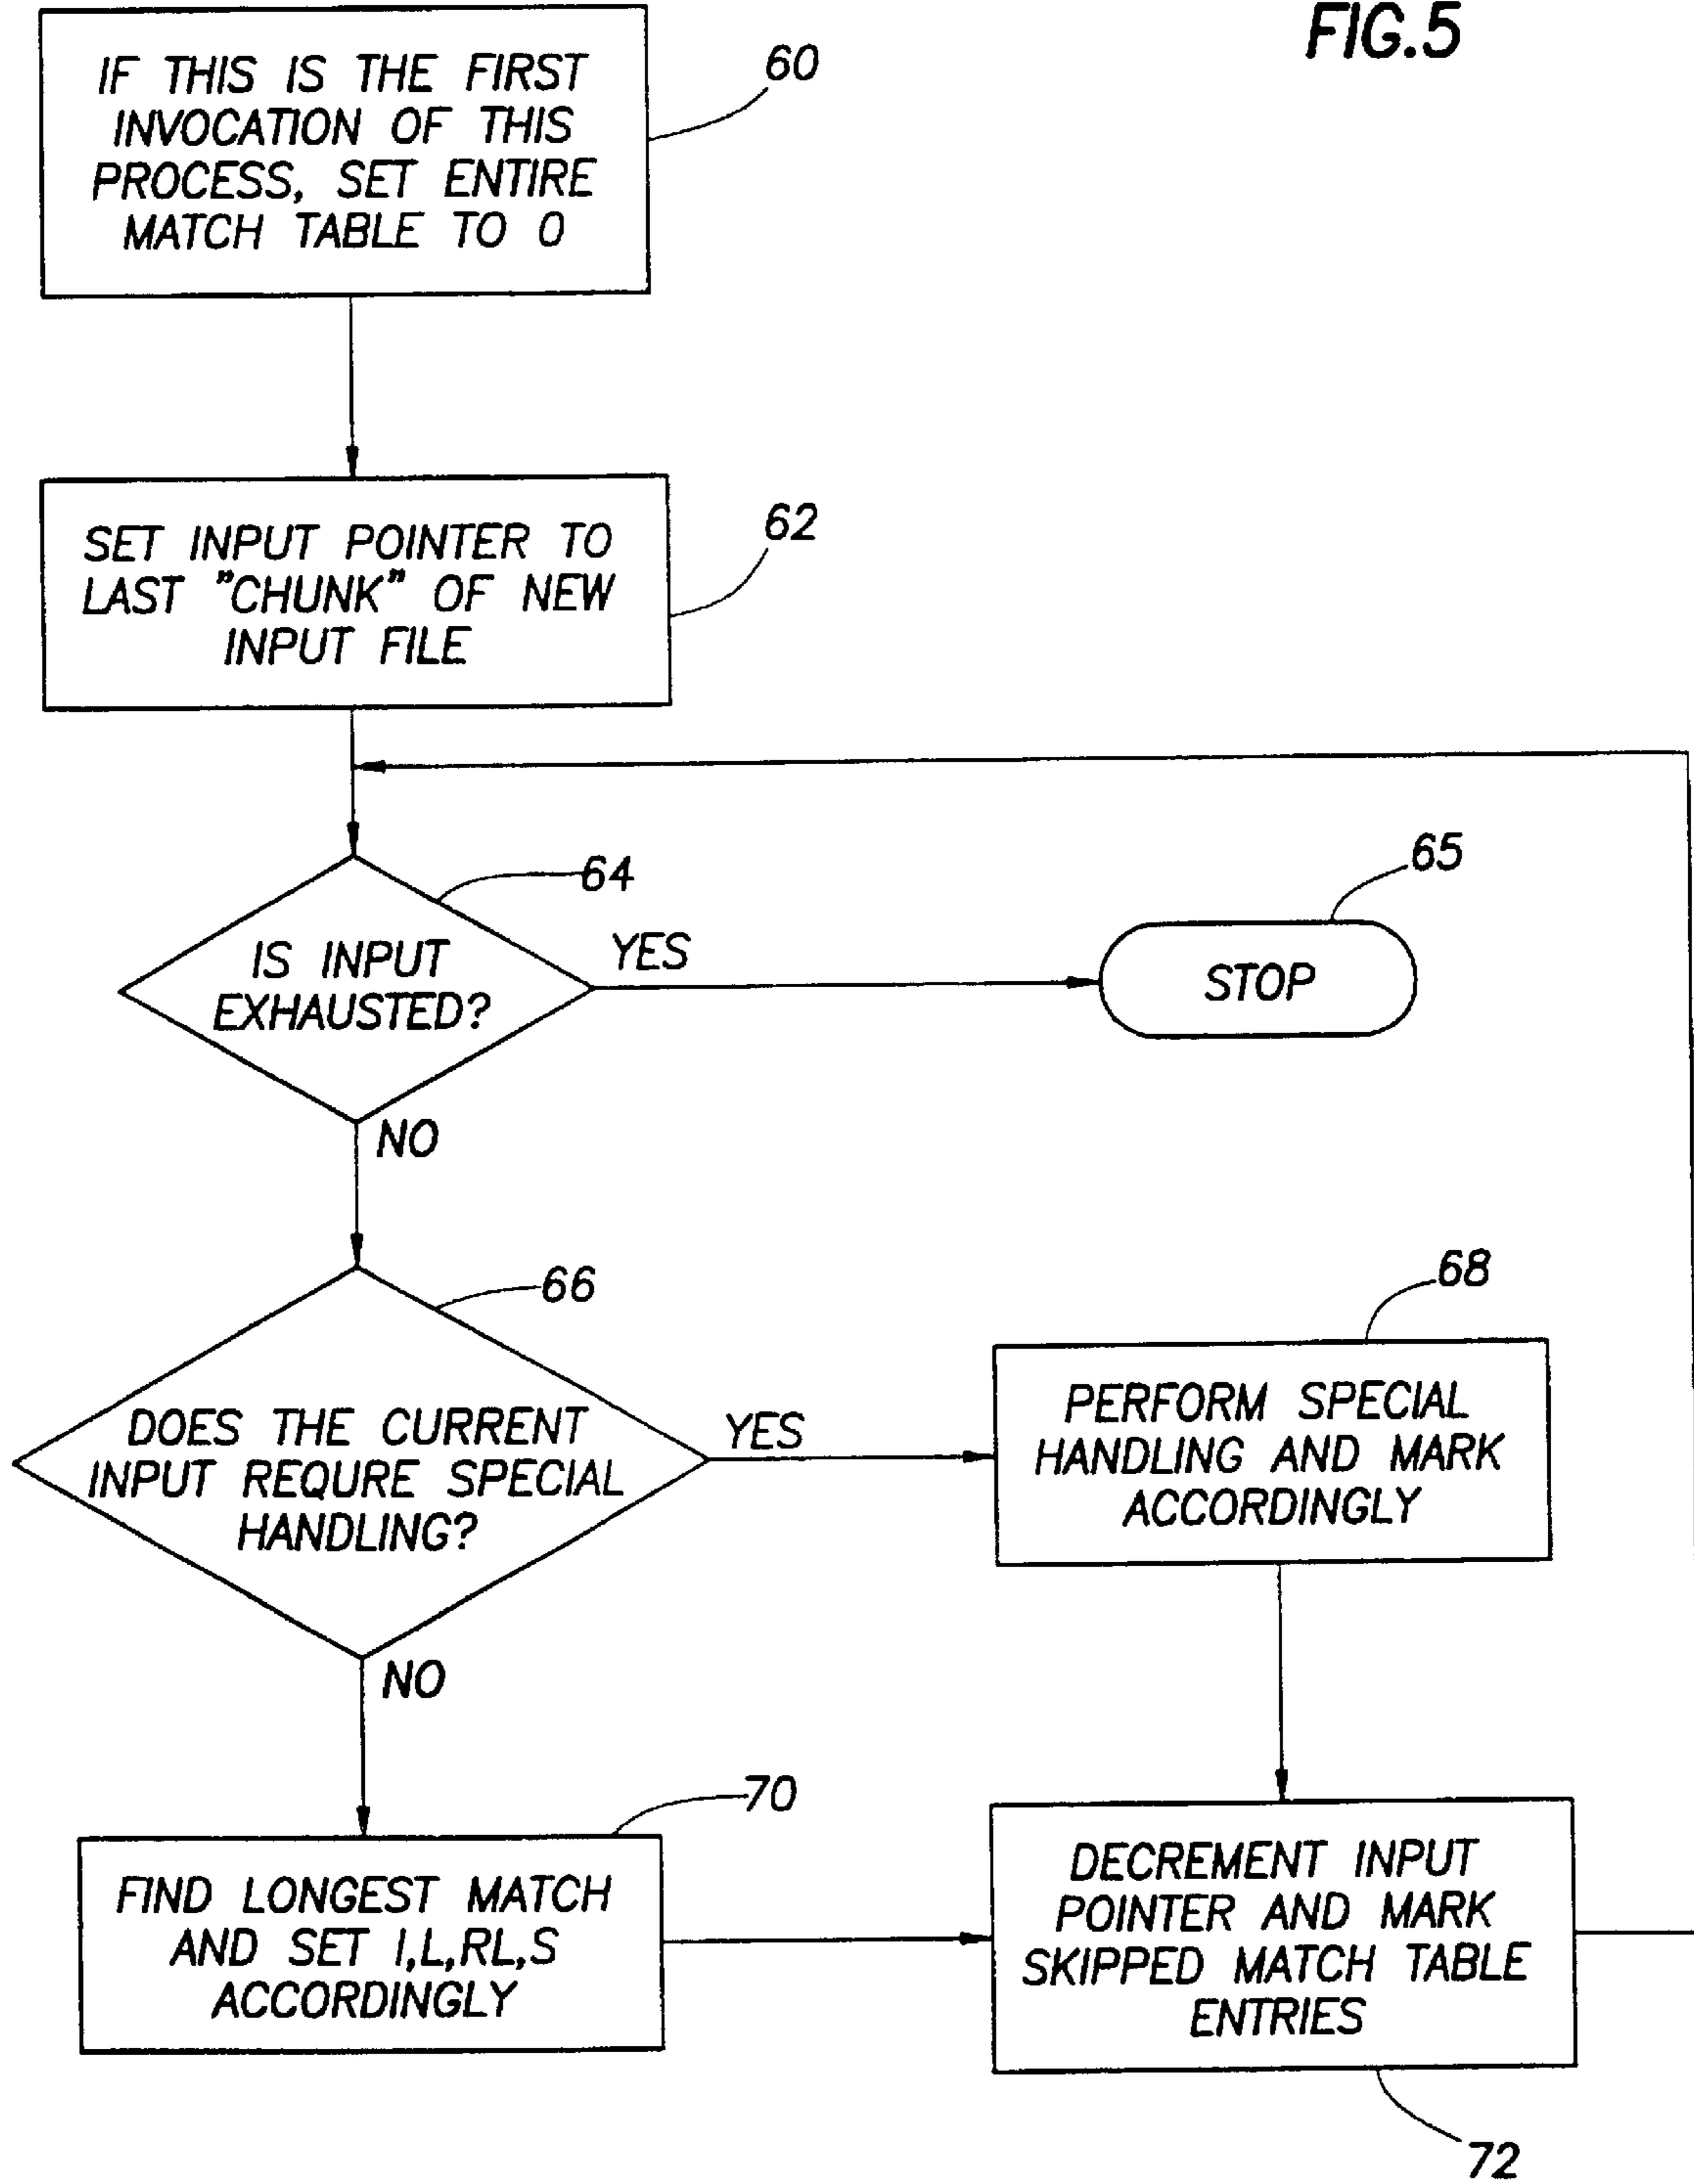 FIG.5
IF THIS IS THE FIRST
INVOCATION OF THIS
PROCESS, SET ENTIRE
MATCH TABLE TO 0
60
SET INPUT POINTER TO
LAST "CHUNK" OF NEW
INPUT FILE
62
64
IS INPUT
EXHAUSTED?
YES
65
STOP
NO
66
DOES THE CURRENT
INPUT REQURE SPECIAL
HANDLING?
YES
68
PERFORM SPECIAL
HANDLING AND MARK
ACCORDINGLY
NO
70
FIND LONGEST MATCH
AND SET I,L,RL,S
ACCORDINGLY
DECREMENT INPUT
POINTER AND MARK
SKIPPED MATCH TABLE
ENTRIES
72